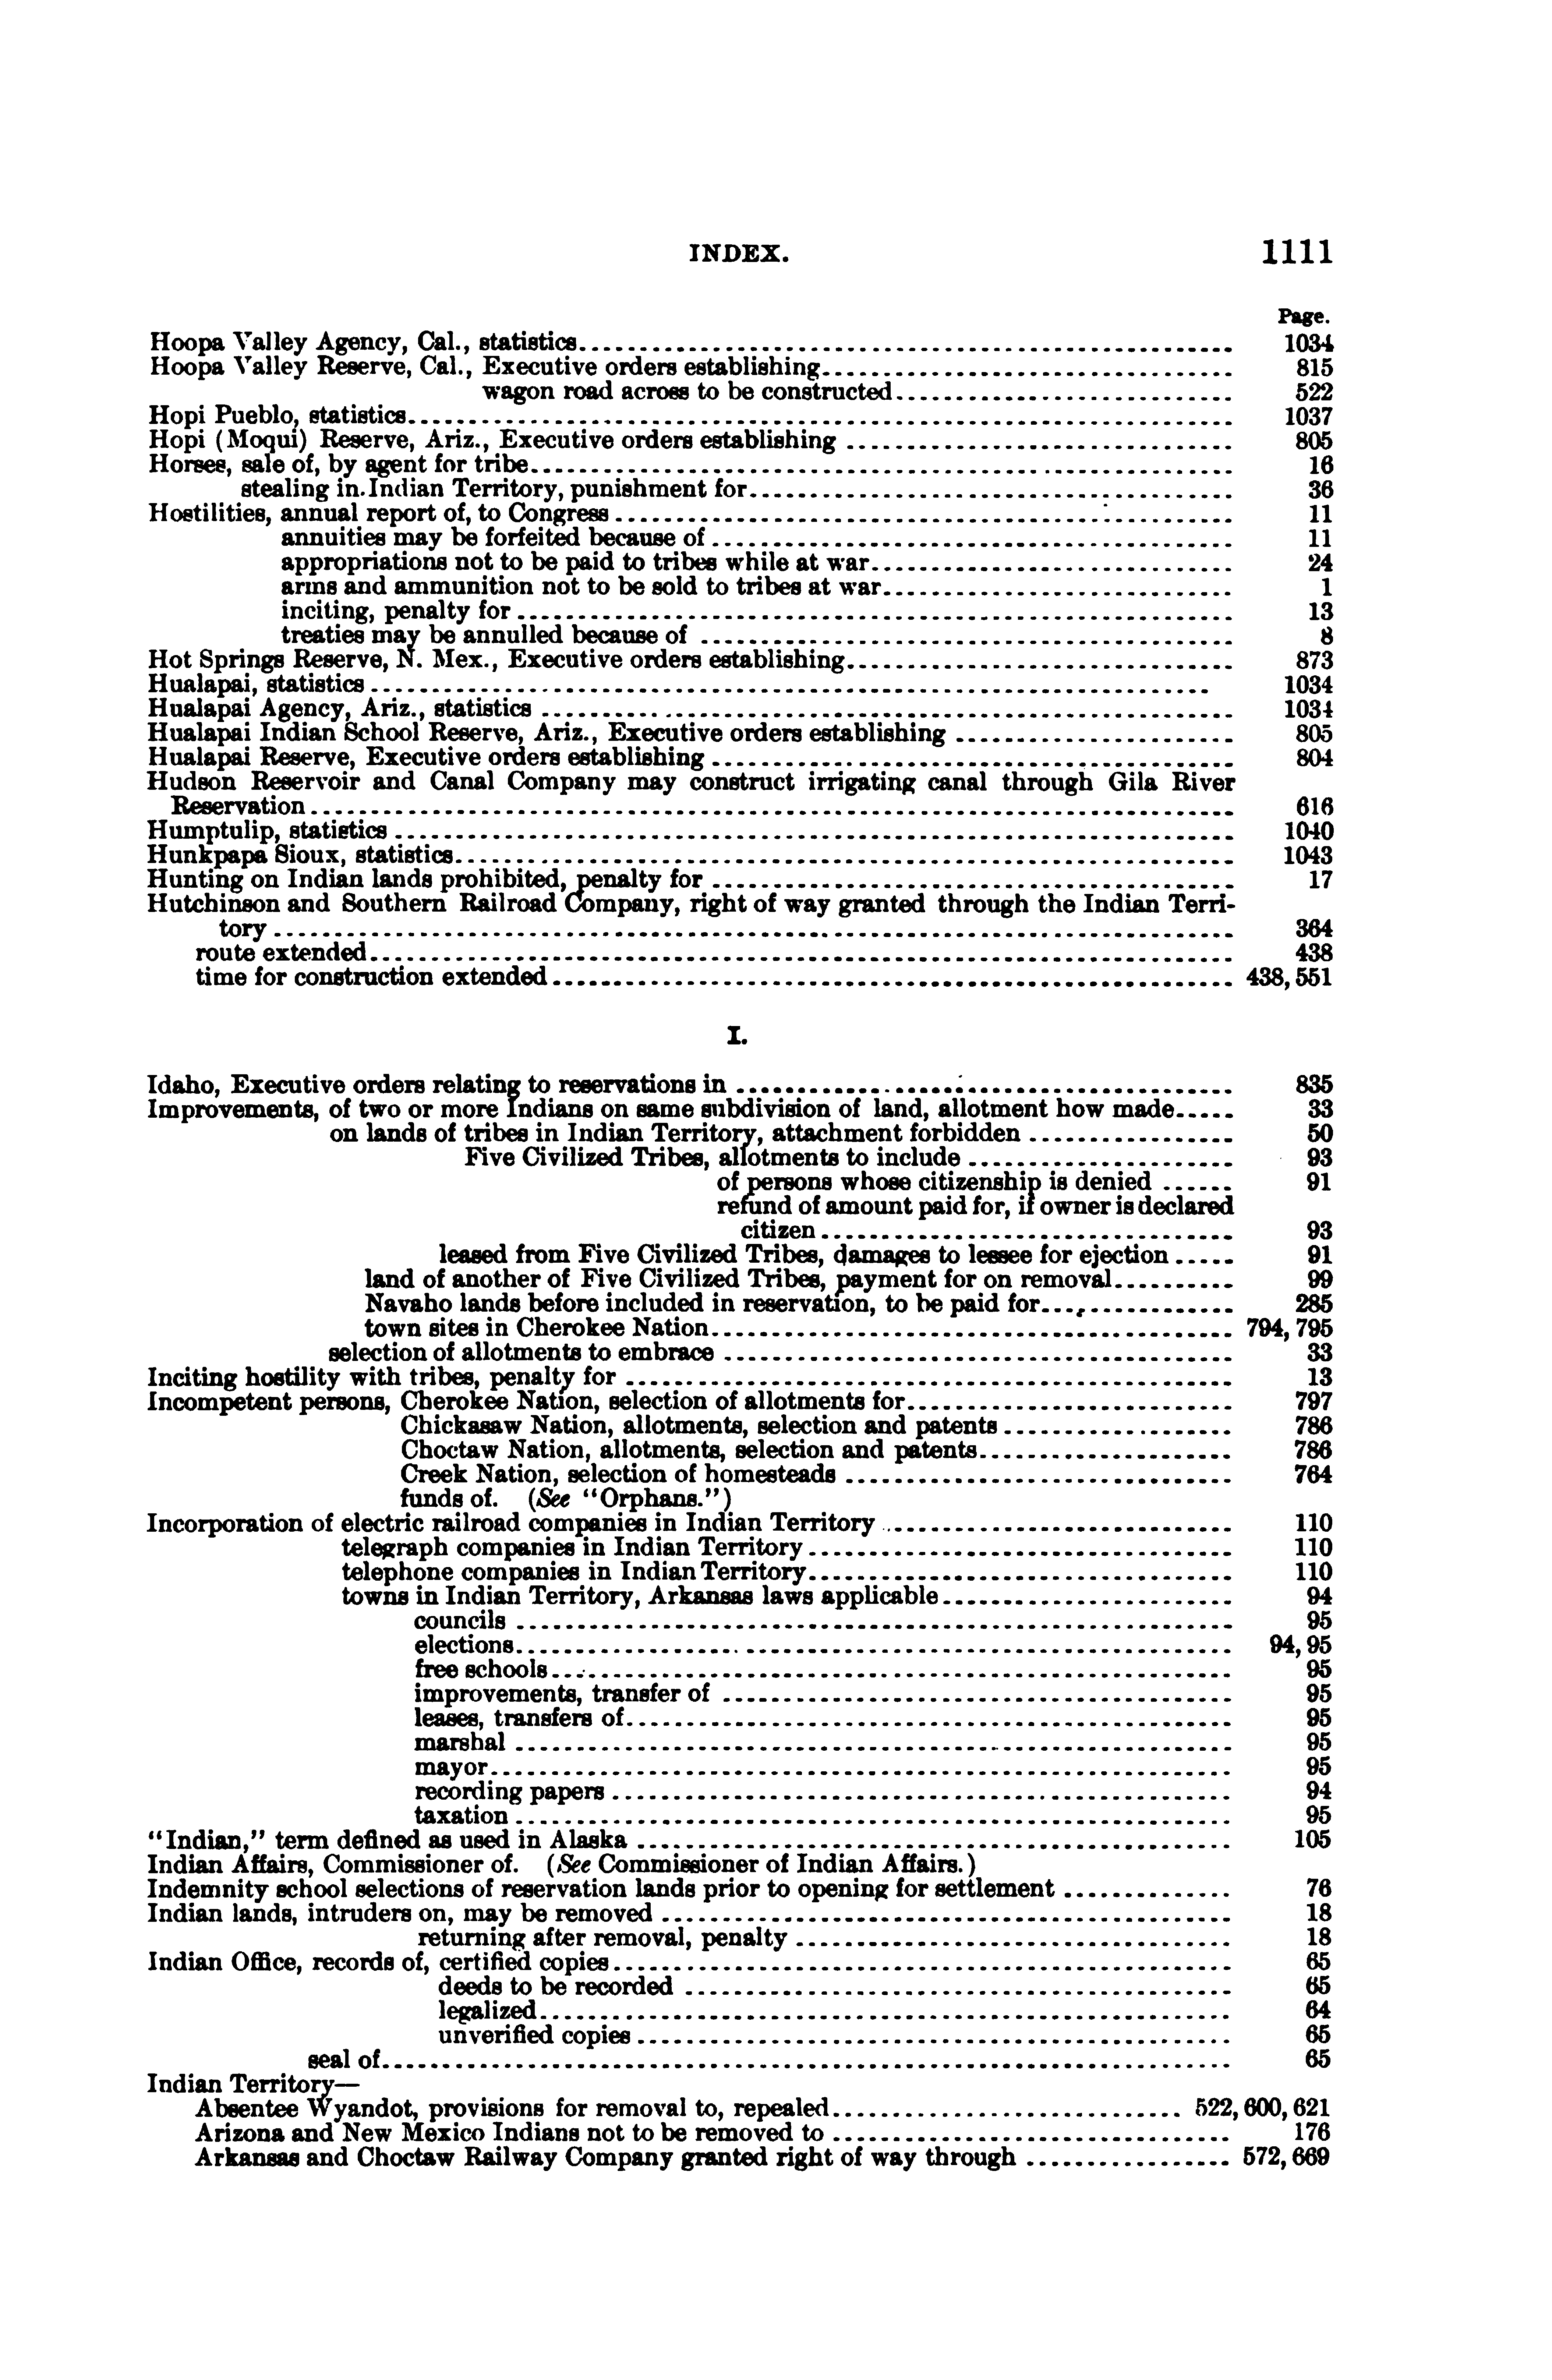 INDEX. 1111
Page.
Hoopa Valley Agency, Cal., statistics 1034
Hoopa Valley Reserve, Cal., Executive orders establishing 815
wagon road across to be constructed 522
Hopi Pueblo, statistics 1037
Hopi (Moqui) Reserve, Ariz., Executive orders establishing 805
Horses, sale of, by agent for tribe 16
stealing in Indian Territory, punishment for 36
Hostilities, annual report of, to Congress 11
annuities may be forfeited because of 11
appropriations not to be paid to tribes while at war 24
arms and ammunition not to be sold to tribes at war 1
inciting, penalty for 13
treaties may be annulled because of 8
Hot Springs Reserve, N. Mex., Executive orders establishing 873
Hualapai, statistics 1034
Hualapai Agency, Ariz., statistics 1034
Hualapai Indian School Reserve, Ariz., Executive orders establishing 805
Hualapai Reserve, Executive orders establishing 804
Hudson Reservoir and Canal Company may construct irrigating canal through Gila River
Reservation 616
Humptulip, statistics 1040
Hunkpapa Sioux, statistics 1043
Hunting on Indian lands prohibited, penalty for 17
Hutchinson and Southern Railroad Company, right of way granted through the Indian Terri-
tory 364
route extended 438
time for construction extended 438, 551
I.
Idaho, Executive orders relating to reservations in 835
Improvements, of two or more Indians on same subdivision of land, allotment how made 33
on lands of tribes in Indian Territory, attachment forbidden 50
Five Civilized Tribes, allotments to include 93
of persons whose citizenship is denied 91
refund of amount paid for, if owner is declared
citizen 93
leased from Five Civilized Tribes, damages to lessee for ejection 91
land of another of Five Civilized Tribes, payment for on removal 99
Navaho lands before included in reservation, to be paid for 285
town sites in Cherokee Nation 794, 795
selection of allotments to embrace 33
Inciting hostility with tribes, penalty for 13
Incompetent persons, Cherokee Nation, selection of allotments for 797
Chickasaw Nation, allotments, selection and patents 786
Choctaw Nation, allotments, selection and patents 786
Creek Nation, selection of homesteads 764
funds of. (See "Orphans.")
Incorporation of electric railroad companies in Indian Territory 110
telegraph companies in Indian Territory 110
telephone companies in Indian Territory 110
towns in Indian Territory, Arkansas laws applicable 94
councils 95
elections 94, 95
free schools 95
improvements, transfer of 95
leases, transfers of 95
marshal 95
mayor 95
recording papers 94
taxation 95
"Indian," term defined as used in Alaska 105
Indian Affairs, Commissioner of. (See Commissioner of Indian Affairs.)
Indemnity school selections of reservation lands prior to opening for settlement 76
Indian lands, intruders on, may be removed 18
returning after removal, penalty 18
Indian Office, records of, certified copies 65
deeds to be recorded 65
legalized 64
unverified copies 65
seal of 65
Indian Territory—
Absentee Wyandot, provisions for removal to, repealed 522, 600, 621
Arizona and New Mexico Indians not to be removed to 176
Arkansas and Choctaw Railway Company granted right of way through 572, 669